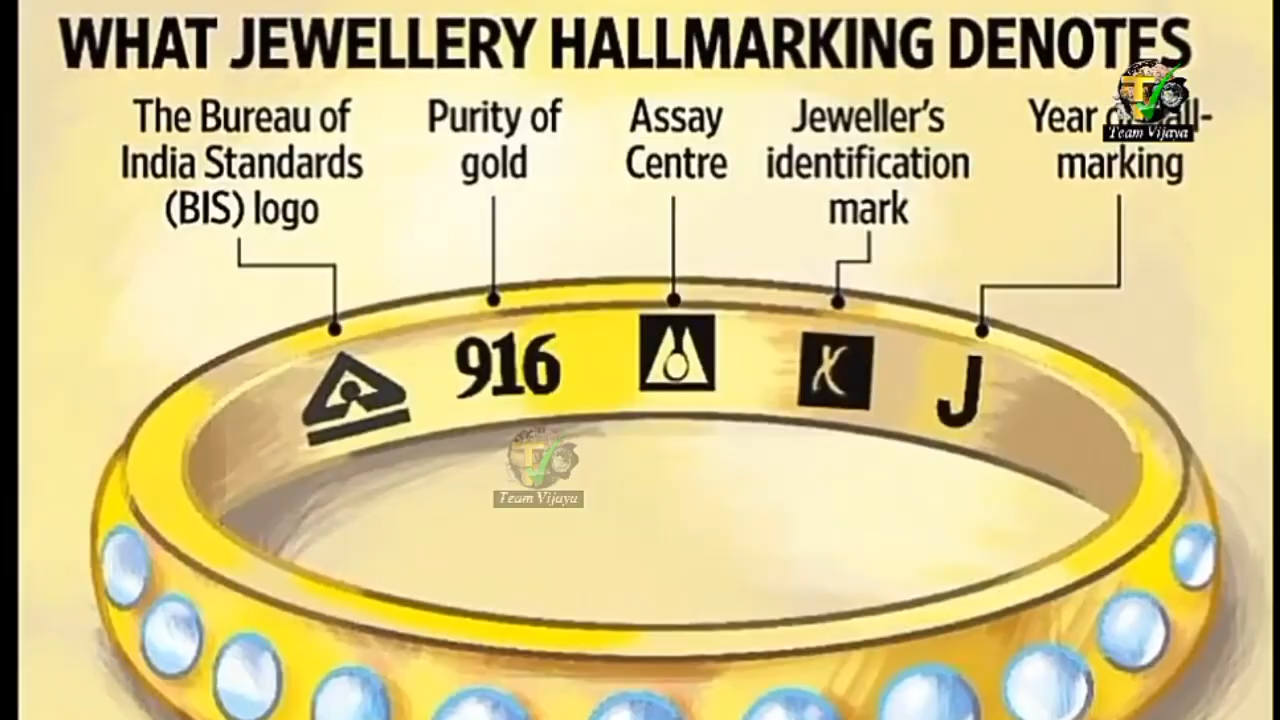 WHAT JEWELLERY HALLMARKING DENOTES
The Bureau of
India Standards
(BIS) logo
Purity of
gold
Assay
Centre
Jeweller's
identification
mark
Year
marking
Team Vijaya
916
K
J
Team Vijaya